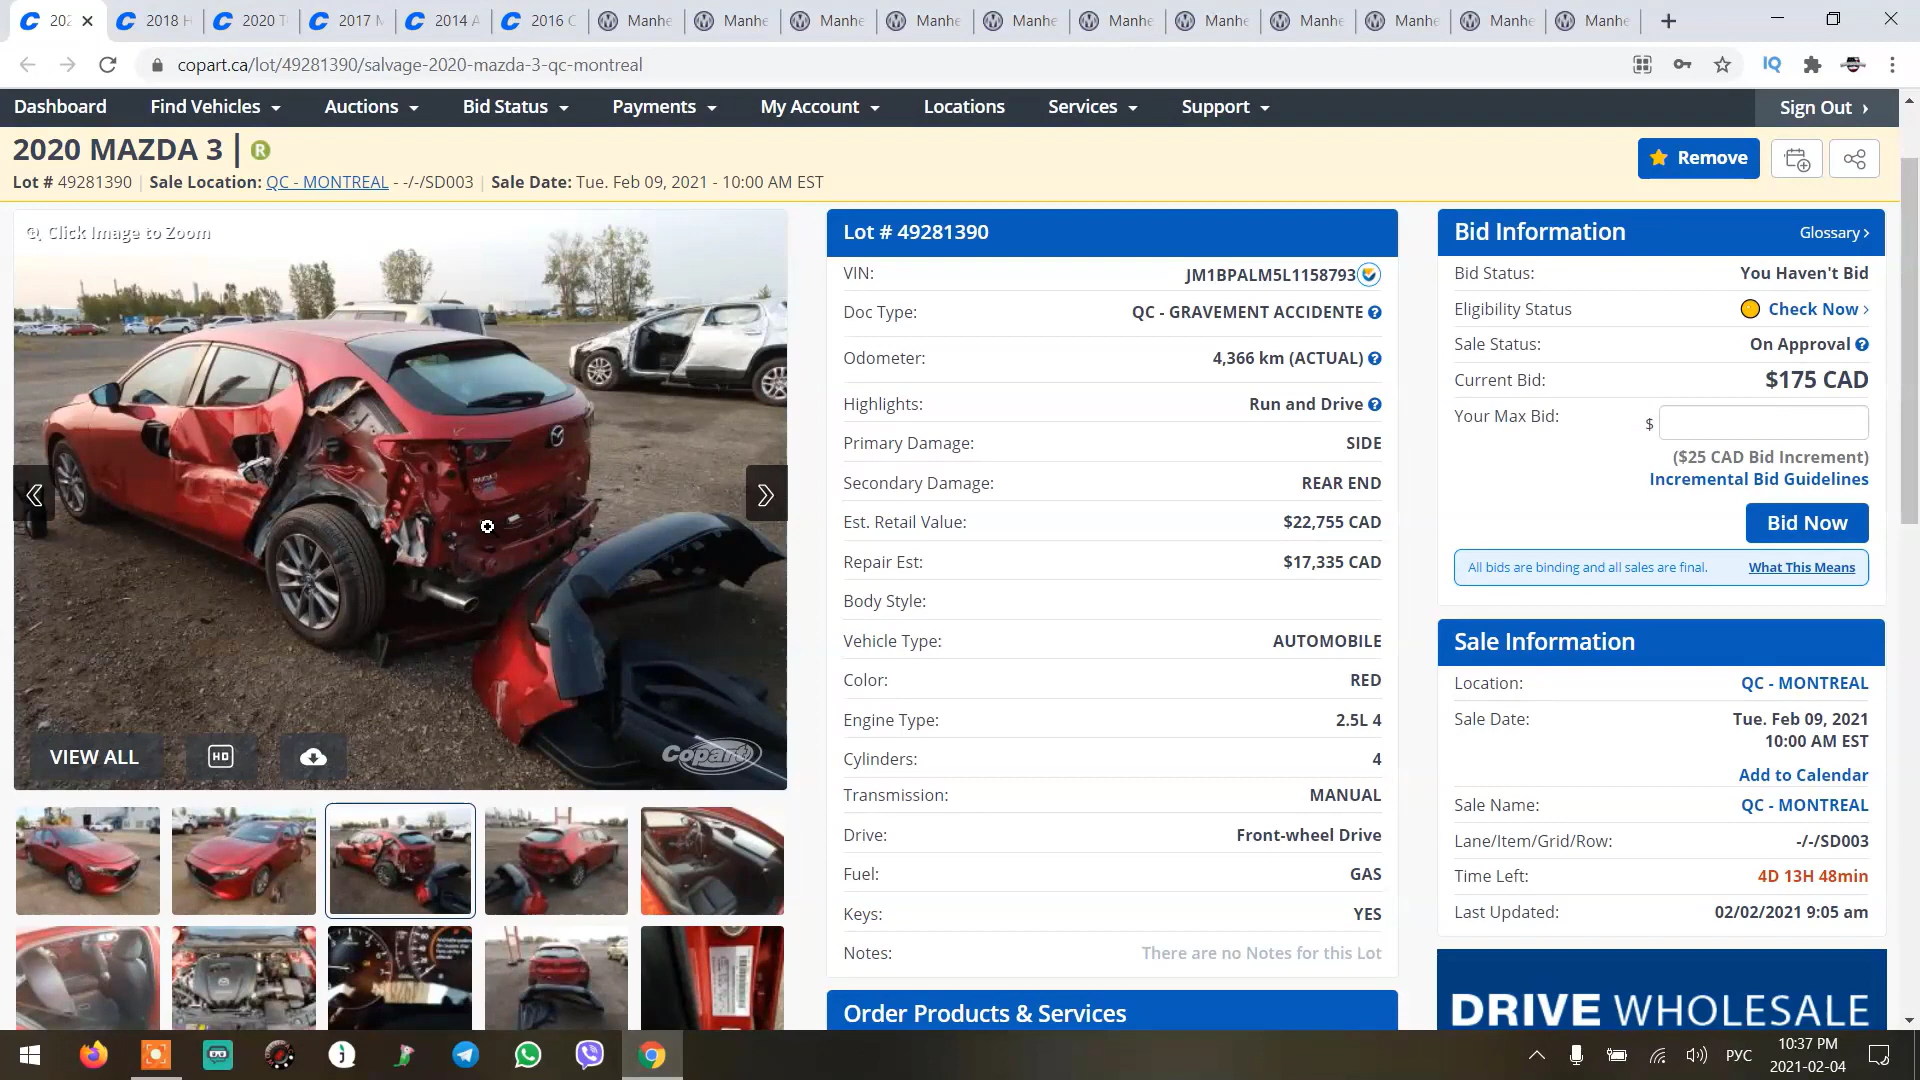 202
2018 H
2020 T
2017 M
2014 A
2016 C
Manhe
Manhe
Manhe
Manhe
Manhe
Manhe
Manhe
Manhe
Manhe
Manhe
Manhe
copart.ca/lot/49281390/salvage-2020-mazda-3-qc-montreal
IQ
Dashboard Find Vehicles Auctions Bid Status Payments My Account Locations Services Support Sign Out ›
2020 MAZDA 3 | R
Remove
Lot # 49281390 | Sale Location: QC - MONTREAL - -/-/SD003 | Sale Date: Tue. Feb 09, 2021 - 10:00 AM EST
Click Image to Zoom
VIEW ALL
HD
Copart
Lot # 49281390
VIN: JM1BPALM5L1158793
Doc Type: QC - GRAVEMENT ACCIDENTE
Odometer: 4,366 km (ACTUAL)
Highlights: Run and Drive
Primary Damage: SIDE
Secondary Damage: REAR END
Est. Retail Value: $22,755 CAD
Repair Est: $17,335 CAD
Body Style:
Vehicle Type: AUTOMOBILE
Color: RED
Engine Type: 2.5L 4
Cylinders: 4
Transmission: MANUAL
Drive: Front-wheel Drive
Fuel: GAS
Keys: YES
Notes: There are no Notes for this Lot
Order Products & Services
Bid Information Glossary ›
Bid Status: You Haven't Bid
Eligibility Status Check Now ›
Sale Status: On Approval
Current Bid: $175 CAD
Your Max Bid: $
($25 CAD Bid Increment)
Incremental Bid Guidelines
Bid Now
All bids are binding and all sales are final. What This Means
Sale Information
Location: QC - MONTREAL
Sale Date: Tue. Feb 09, 2021
10:00 AM EST
Add to Calendar
Sale Name: QC - MONTREAL
Lane/Item/Grid/Row: -/-/SD003
Time Left: 4D 13H 48min
Last Updated: 02/02/2021 9:05 am
DRIVE WHOLESALE
РУС
10:37 PM
2021-02-04